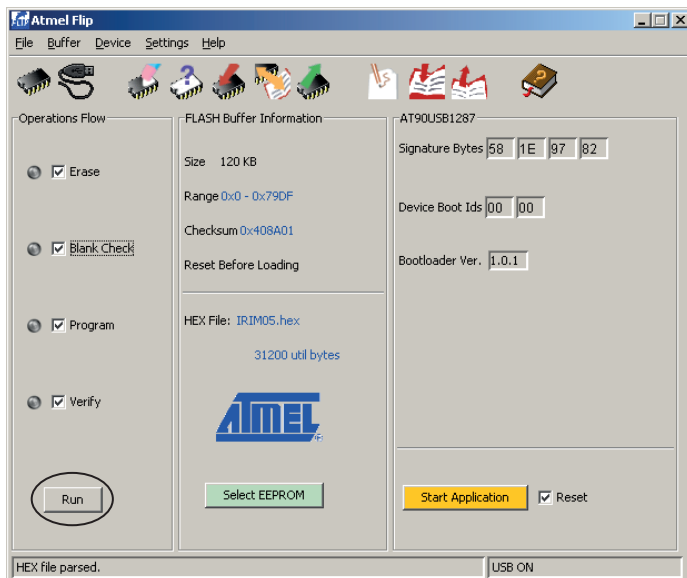 Atmel Flip
File Buffer Device Settings Help
Operations Flow
Erase
Blank Check
Program
Verify
Run
FLASH Buffer Information
Size 120 KB
Range 0x0 - 0x79DF
Checksum 0x408A01
Reset Before Loading
HEX File: IRIM05.hex
31200 util bytes
ATMEL
Select EEPROM
AT90USB1287
Signature Bytes 58 1E 97 82
Device Boot Ids 00 00
Bootloader Ver. 1.0.1
Start Application Reset
HEX file parsed.
USB ON